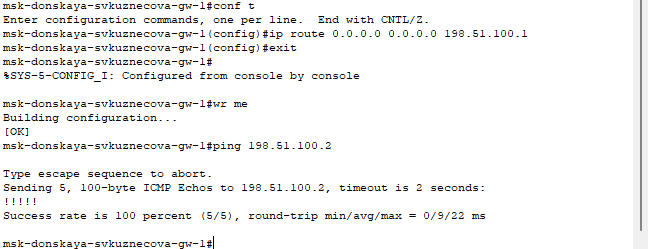 msk-donskaya-svkuznecova-gw-1#conf t
Enter configuration commands, one per line.  End with CNTL/Z.
msk-donskaya-svkuznecova-gw-1(config)#ip route 0.0.0.0 0.0.0.0 198.51.100.1
msk-donskaya-svkuznecova-gw-1(config)#exit
msk-donskaya-svkuznecova-gw-1#
%SYS-5-CONFIG_I: Configured from console by console
msk-donskaya-svkuznecova-gw-1#wr me
Building configuration...
[OK]
msk-donskaya-svkuznecova-gw-1#ping 198.51.100.2
Type escape sequence to abort.
Sending 5, 100-byte ICMP Echos to 198.51.100.2, timeout is 2 seconds:
!!!!!
Success rate is 100 percent (5/5), round-trip min/avg/max = 0/9/22 ms
msk-donskaya-svkuznecova-gw-1#